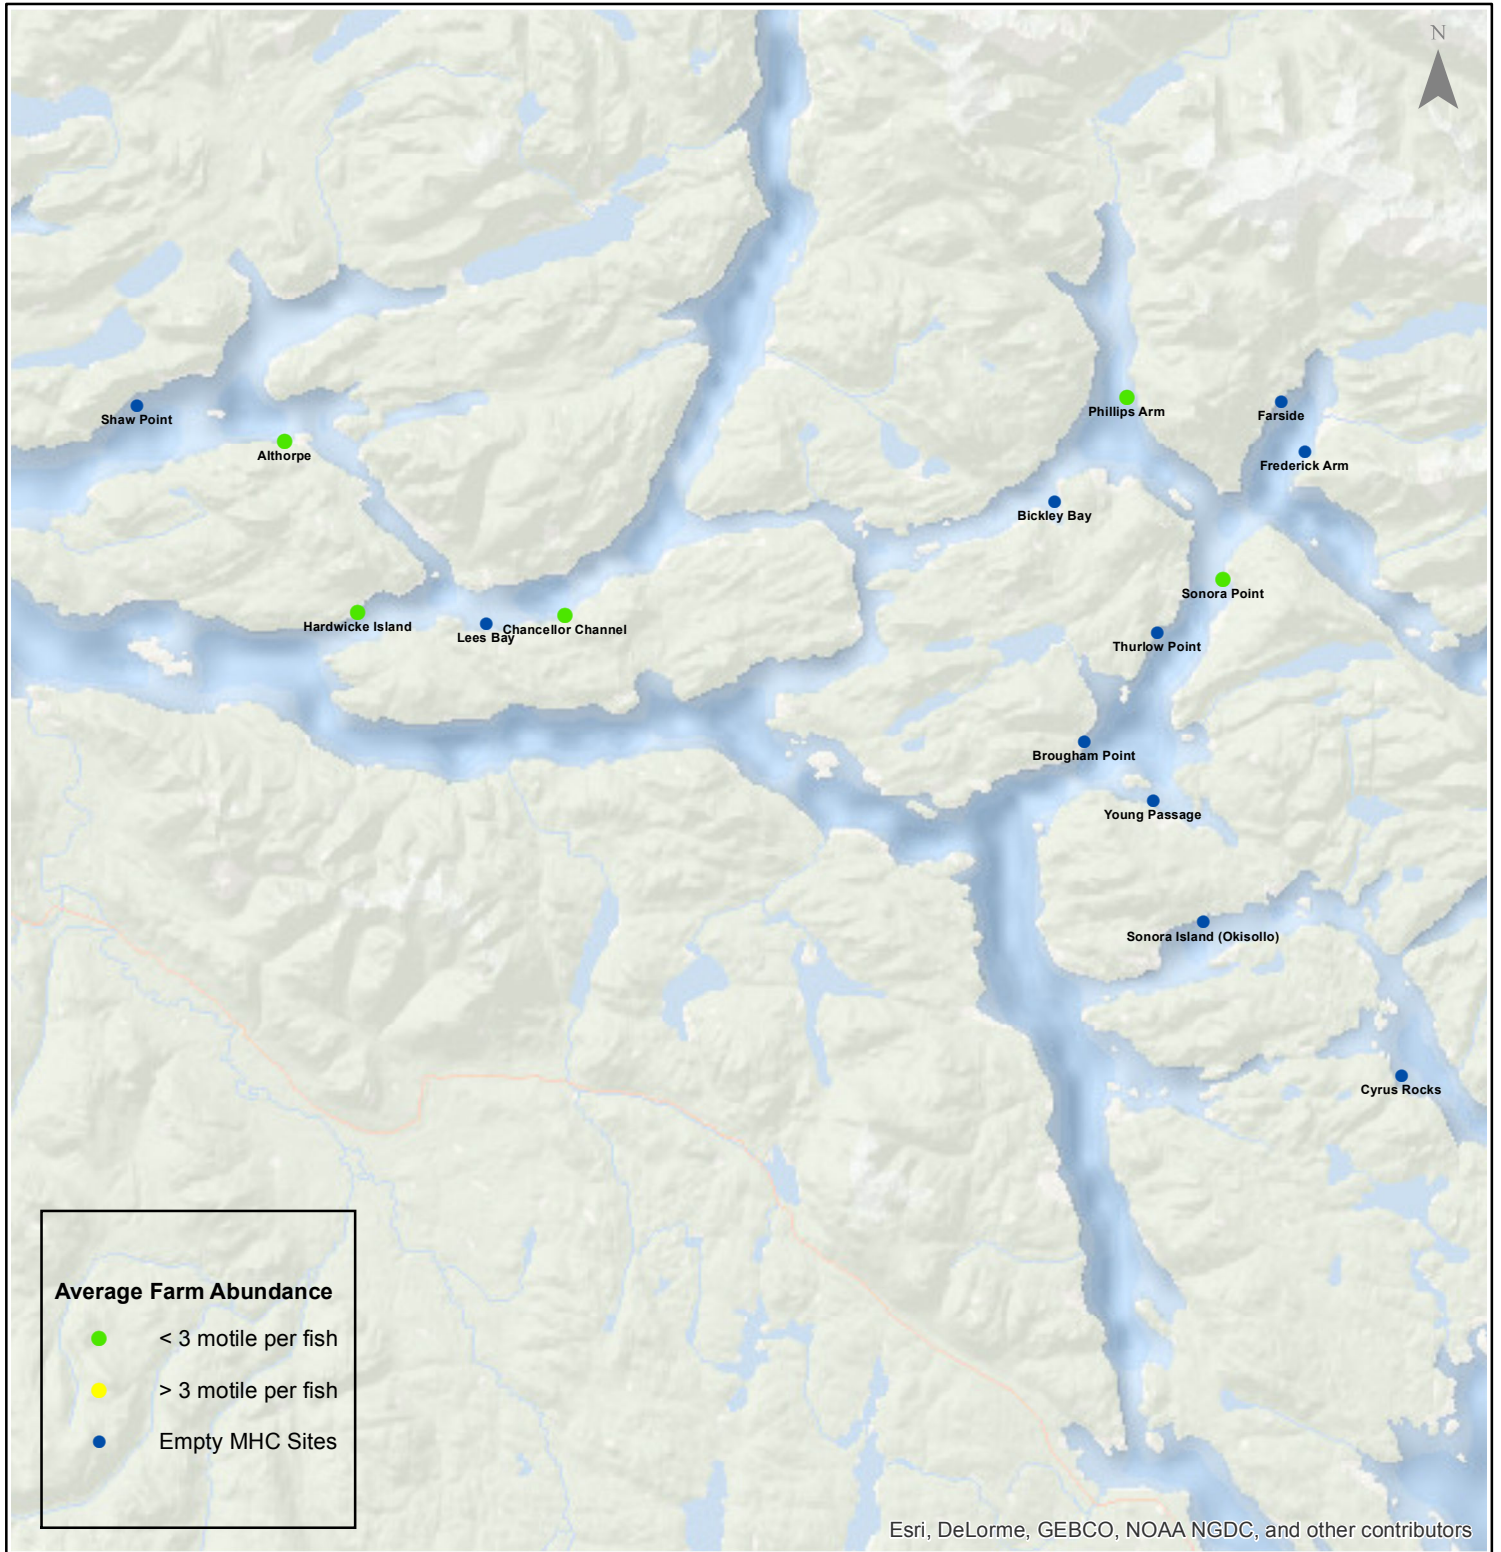 N
Phillips Arm
Farside
Shaw Point
Althorpe
Frederick Arm
Bickley Bay
Sonora Point
Hardwicke Island
Lees Bay
Chancellor Channel
Thurlow Point
Brougham Point
Young Passage
Sonora Island (Okisollo)
Cyrus Rocks
Average Farm Abundance
< 3 motile per fish
> 3 motile per fish
Empty MHC Sites
Esri, DeLorme, GEBCO, NOAA NGDC, and other contributors